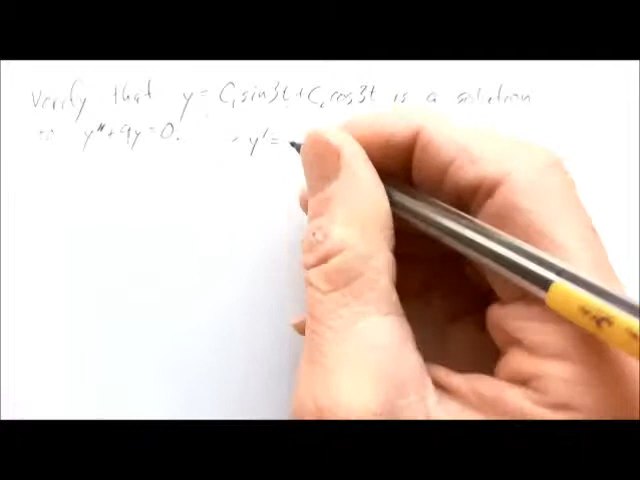 Verify that y = C₁sin3t + C₂cos3t is a solution
to y" + 9y = 0. - y' =